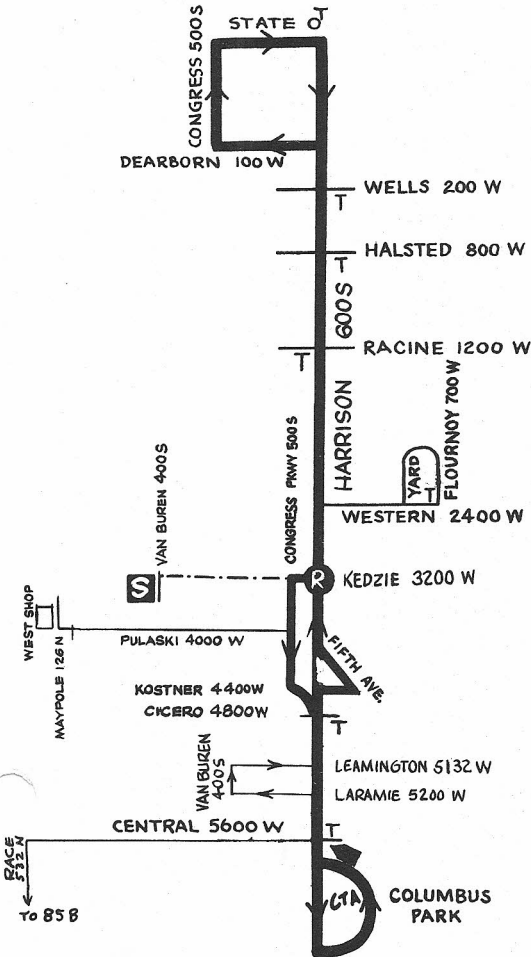 STATE O
T
CONGRESS 500S
DEARBORN 100 W
WELLS 200 W
T
HALSTED 800 W
T
600S
RACINE 1200 W
T
HARRISON
CONGRESS PKWY 500S
FLOURNOY 700 W
YARD
T
WESTERN 2400 W
VAN BUREN 400S
S
R
KEDZIE 3200 W
WEST SHOP
MAYPOLE 126 N
PULASKI 4000 W
FIFTH AVE.
KOSTNER 4400W
CICERO 4800W
T
VAN BUREN
400S
LEAMINGTON 5132 W
LARAMIE 5200 W
CENTRAL 5600 W
T
RACE
532 N
TO 85B
CTA
COLUMBUS
PARK